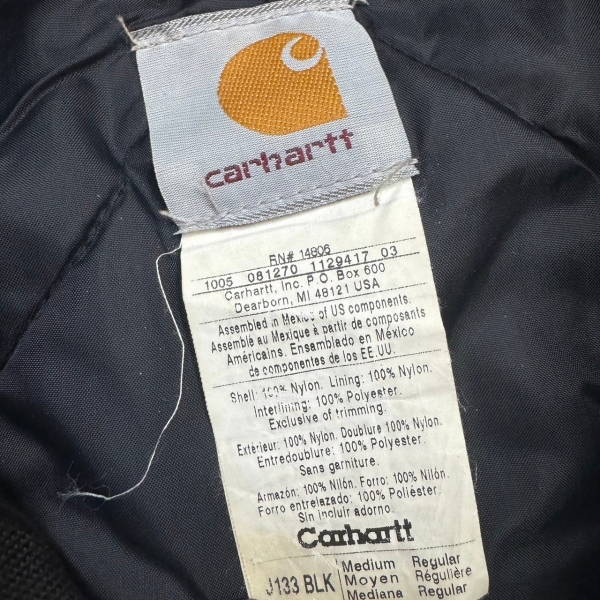 carhartt
RN# 14806
1005 081270 1129417 03
Carhartt, Inc. P.O. Box 600
Dearborn, MI 48121 USA
Assembled in Mexico of US components.
Assemblé au Mexique à partir de composants
Américains. Ensamblado en México
de componentes de los EE.UU.
Shell: 100% Nylon. Lining: 100% Nylon.
Interlining: 100% Polyester.
Exclusive of trimming.
Extérieur: 100% Nylon. Doublure 100% Nylon.
Entredoublure: 100% Polyester.
Sans garniture.
Armazón: 100% Nilón. Forro: 100% Nilón.
Forro entrelazado: 100% Poliéster.
Sin incluir adorno.
Carhartt
J133 BLK
Medium Regular
Moyen Régulière
Mediana Regular